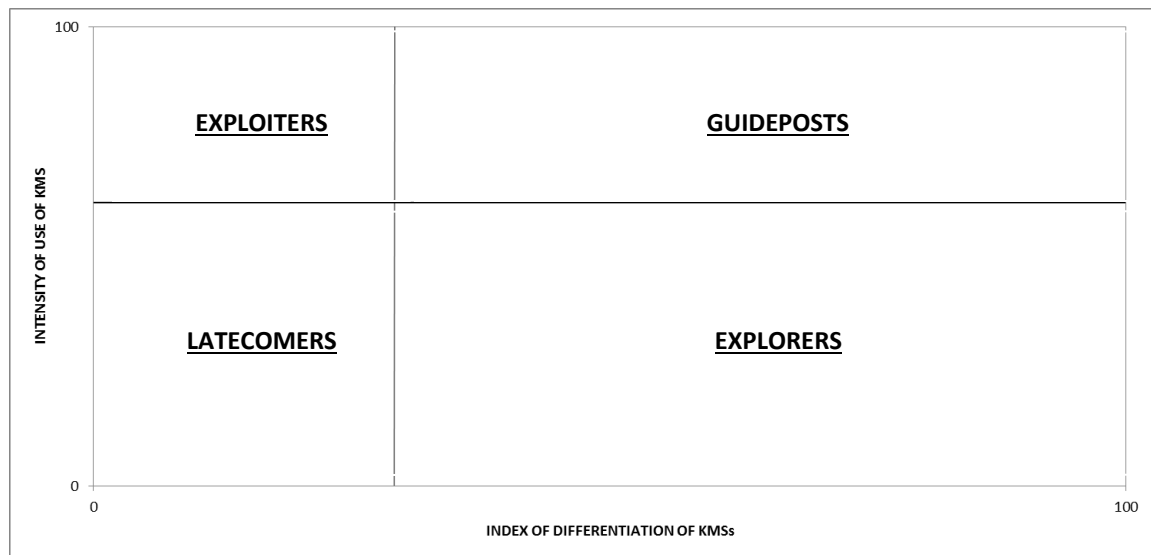 100
EXPLOITERS
GUIDEPOSTS
INTENSITY OF USE OF KMS
LATECOMERS
EXPLORERS
0
0
100
INDEX OF DIFFERENTIATION OF KMSs